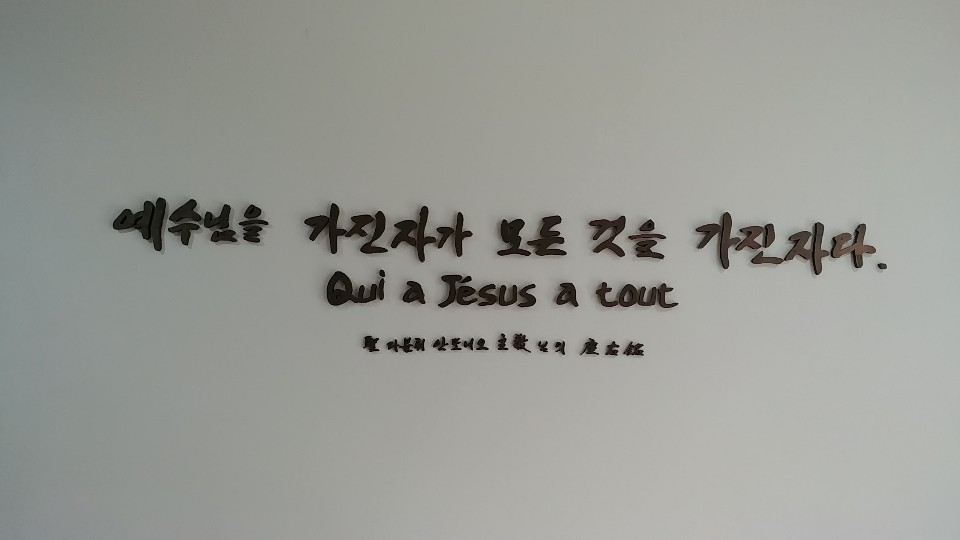 예수님을 가진자가 모든 것을 가진자다.
Qui a Jésus a tout
聖 다블뤼 안또니오 主敎님의 座右銘